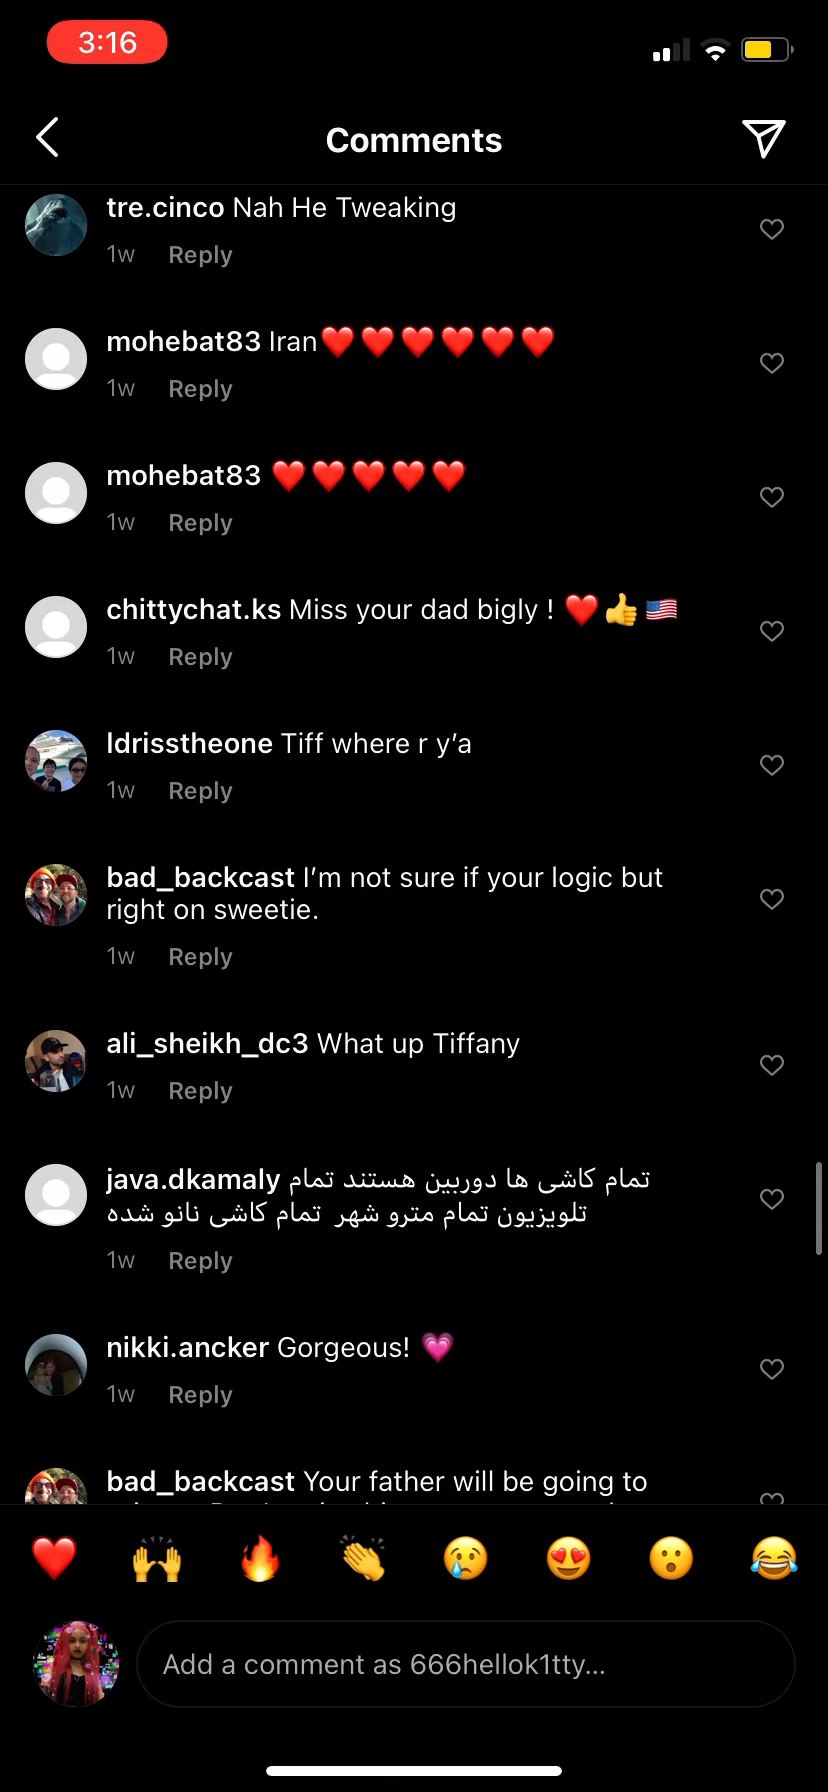 3:16
Comments
tre.cinco Nah He Tweaking
1w Reply
mohebat83 Iran❤️❤️❤️❤️❤️❤️
1w Reply
mohebat83 ❤️❤️❤️❤️❤️
1w Reply
chittychat.ks Miss your dad bigly ! ❤️👍🇺🇸
1w Reply
ldrisstheone Tiff where r y’a
1w Reply
bad_backcast I’m not sure if your logic but
right on sweetie.
1w Reply
ali_sheikh_dc3 What up Tiffany
1w Reply
java.dkamaly تمام کاشی ها دوربین هستند تمام
تلویزیون تمام مترو شهر تمام کاشی نانو شده
1w Reply
nikki.ancker Gorgeous! 💗
1w Reply
bad_backcast Your father will be going to
❤️ 🙌 🔥 👏 😢 😍 😮 😂
Add a comment as 666hellok1tty...